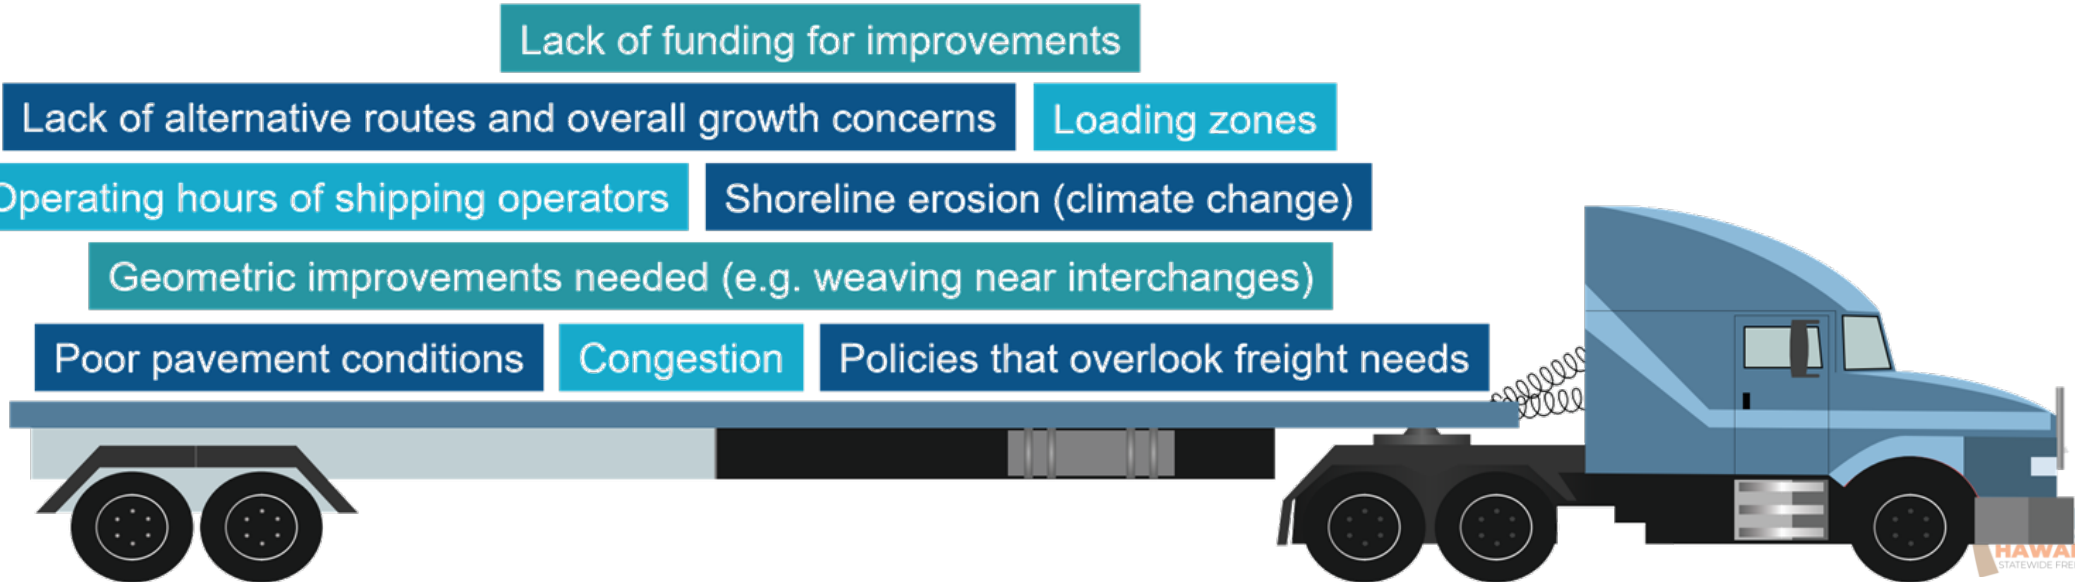 Lack of funding for improvements
Lack of alternative routes and overall growth concerns
Loading zones
Operating hours of shipping operators
Shoreline erosion (climate change)
Geometric improvements needed (e.g. weaving near interchanges)
Poor pavement conditions
Congestion
Policies that overlook freight needs
STATEWIDE